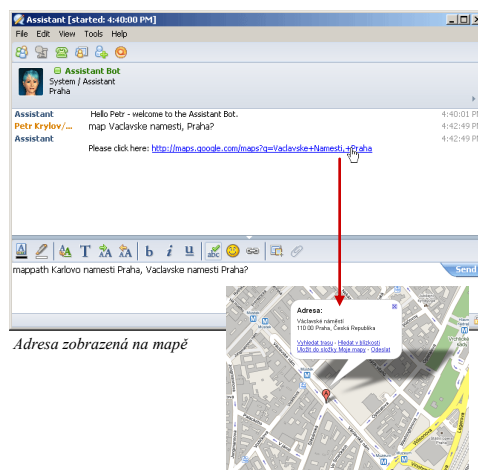 Assistant [started: 4:40:00 PM]
File Edit View Tools Help
Assistant Bot
System / Assistant
Praha
Assistant Hello Petr - welcome to the Assistant Bot. 4:40:01 PM
Petr Krylov/... map Vaclavske namesti, Praha? 4:42:49 PM
Assistant 4:42:49 PM
Please click here: http://maps.google.com/maps?q=Vaclavske+Namesti,+Praha
A T b i u abc
mappath Karlovo namesti Praha, Vaclavske namesti Praha? Send
Adresa:
Václavské náměstí
110 00 Praha, Česká Republika
Vyhledat trasu - Hledat v blízkosti
Uložit do složky Moje mapy - Odeslat
Adresa zobrazená na mapě